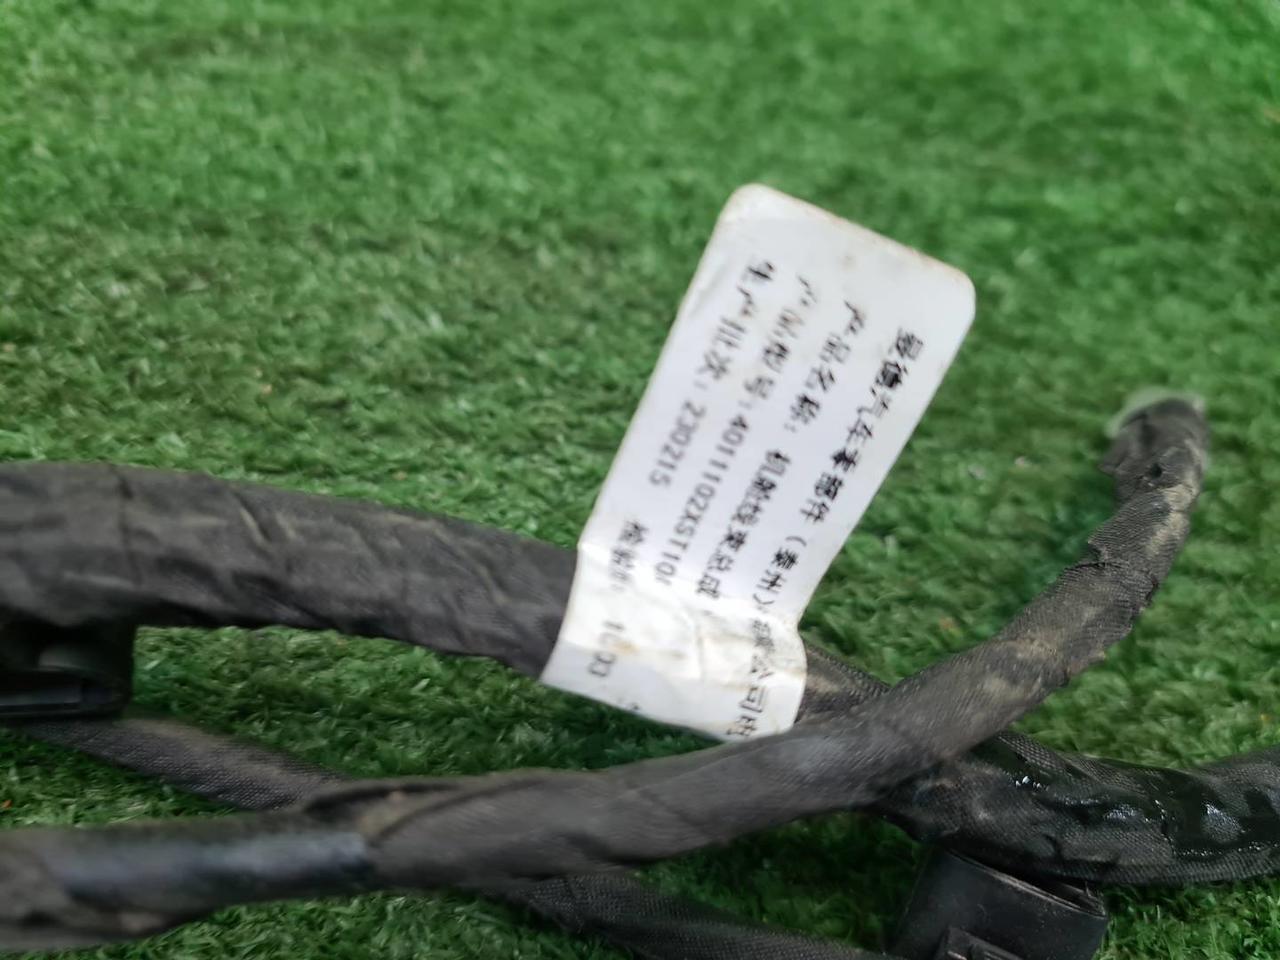 曼德汽车零部件（泰州）有限公司
产品名称：机舱线束总成
产品型号：4011102XST10
生产批次：230215